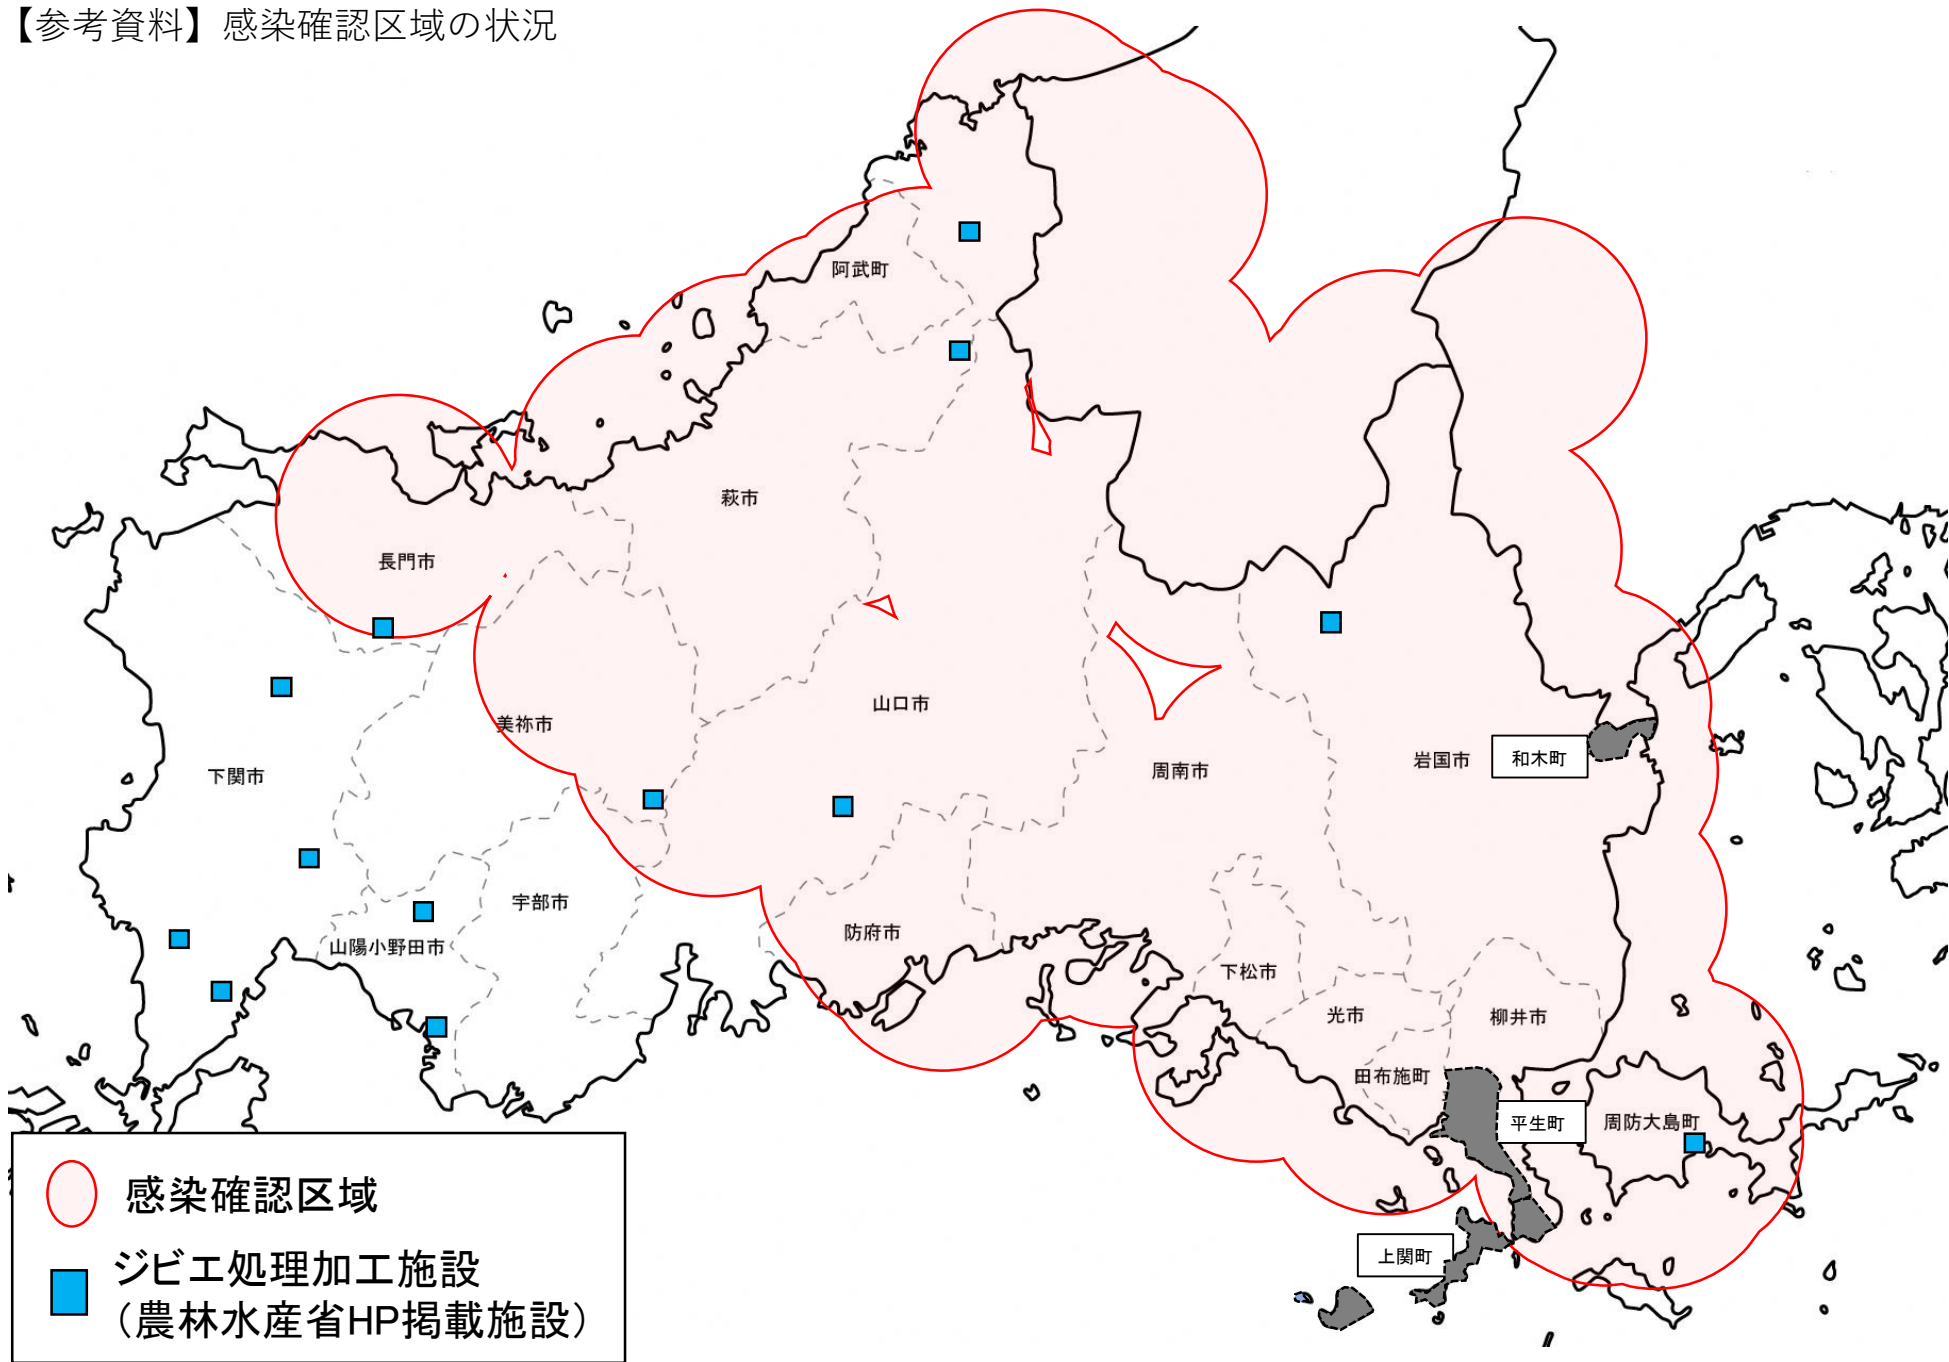 【参考資料】感染確認区域の状況
阿武町
萩市
長門市
山口市
美祢市
岩国市
和木町
周南市
下関市
宇部市
防府市
山陽小野田市
下松市
光市
柳井市
田布施町
平生町
周防大島町
上関町
感染確認区域
ジビエ処理加工施設
(農林水産省HP掲載施設)